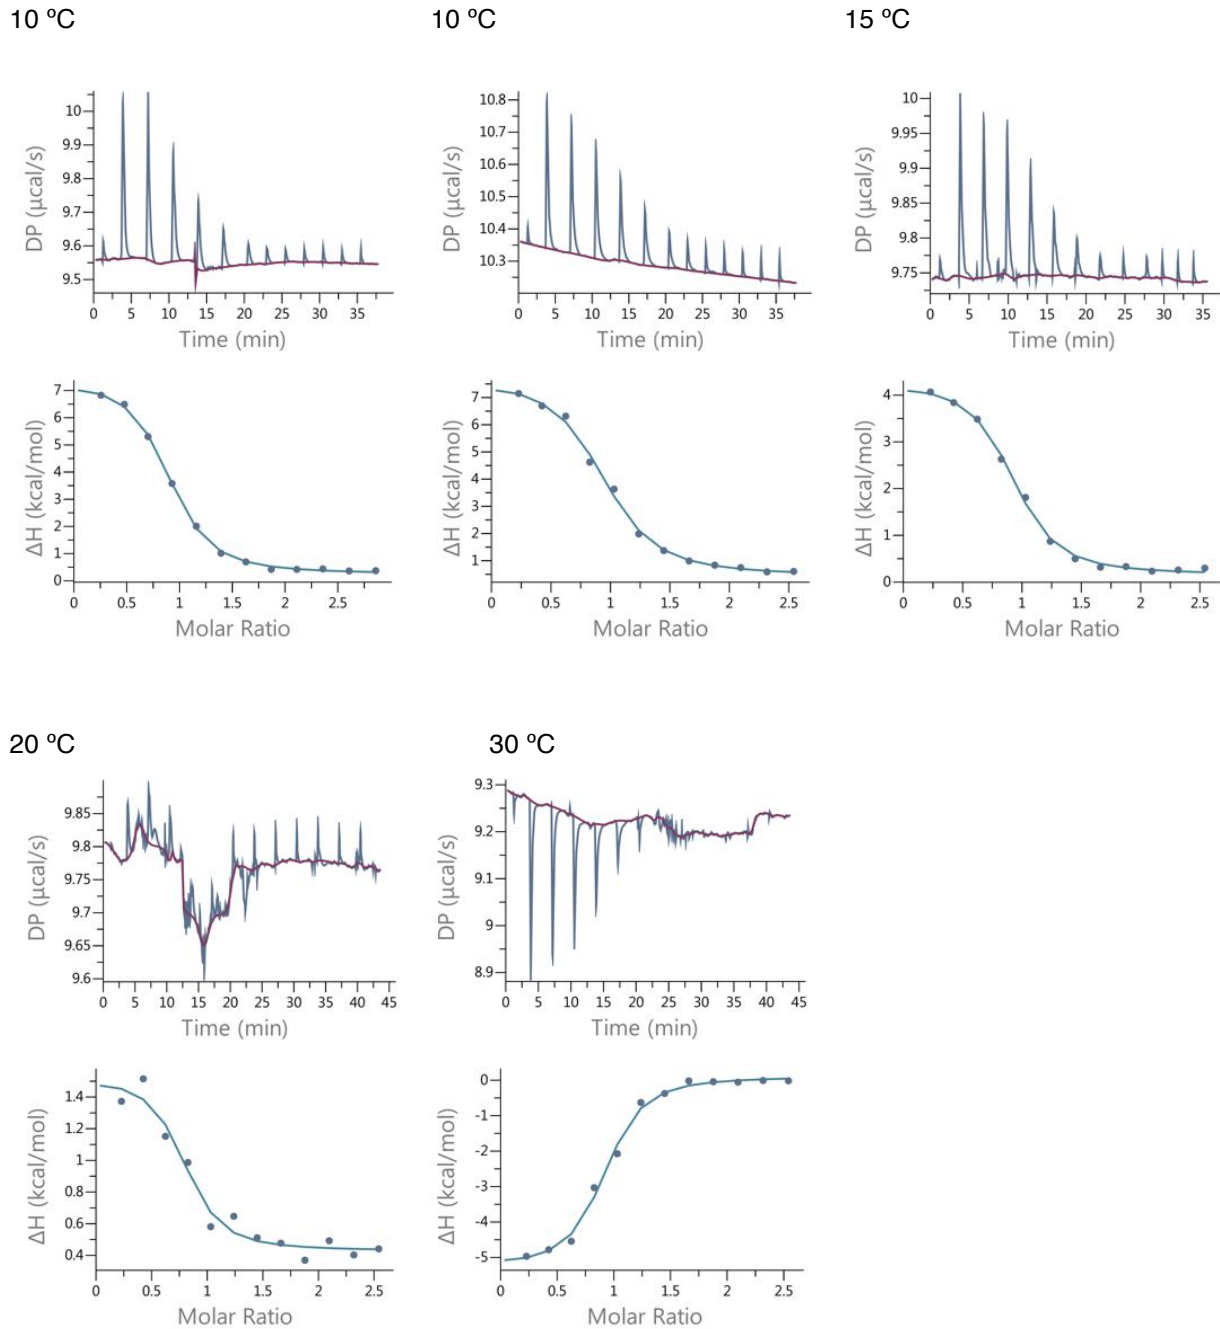 10 ºC
10 ºC
15 ºC
10
9.9
9.8
9.7
9.6
9.5
DP (µcal/s)
0 5 10 15 20 25 30 35
Time (min)
10.8
10.7
10.6
10.5
10.4
10.3
DP (µcal/s)
0 5 10 15 20 25 30 35
Time (min)
10
9.95
9.9
9.85
9.8
9.75
DP (µcal/s)
0 5 10 15 20 25 30 35
Time (min)
7
6
5
4
3
2
1
0
ΔH (kcal/mol)
0 0.5 1 1.5 2 2.5
Molar Ratio
7
6
5
4
3
2
1
ΔH (kcal/mol)
0 0.5 1 1.5 2 2.5
Molar Ratio
4
3
2
1
0
ΔH (kcal/mol)
0 0.5 1 1.5 2 2.5
Molar Ratio
20 ºC
30 ºC
9.85
9.8
9.75
9.7
9.65
9.6
DP (µcal/s)
0 5 10 15 20 25 30 35 40 45
Time (min)
9.3
9.2
9.1
9
8.9
DP (µcal/s)
0 5 10 15 20 25 30 35 40 45
Time (min)
1.4
1.2
1
0.8
0.6
0.4
ΔH (kcal/mol)
0 0.5 1 1.5 2 2.5
Molar Ratio
0
-1
-2
-3
-4
-5
ΔH (kcal/mol)
0 0.5 1 1.5 2 2.5
Molar Ratio